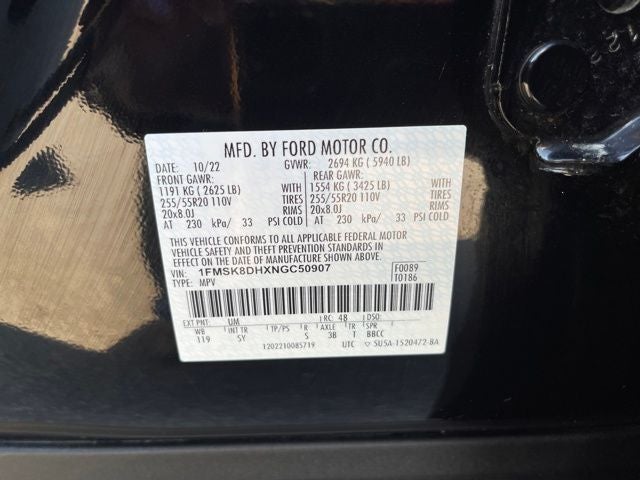 MFD. BY FORD MOTOR CO.
DATE: 10/22 GVWR: 2694 KG ( 5940 LB)
FRONT GAWR: REAR GAWR:
1191 KG ( 2625 LB) WITH 1554 KG ( 3425 LB) WITH
255/55R20 110V TIRES 255/55R20 110V TIRES
20x8.0J RIMS 20x8.0J RIMS
AT 230 kPa/ 33 PSI COLD AT 230 kPa/ 33 PSI COLD
THIS VEHICLE CONFORMS TO ALL APPLICABLE FEDERAL MOTOR
VEHICLE SAFETY AND THEFT PREVENTION STANDARDS IN
EFFECT ON THE DATE OF MANUFACTURE SHOWN ABOVE.
VIN: 1FMSK8DHXNGC50907 F0089
TYPE: MPV T0186
EXT PNT: UM RC: 48 DSO:
WB INT TR TP/PS R AXLE TR SPR
119 5Y S 3B T BBCC
1202210085719 UTC ▽ 5U5A-1520472-BA